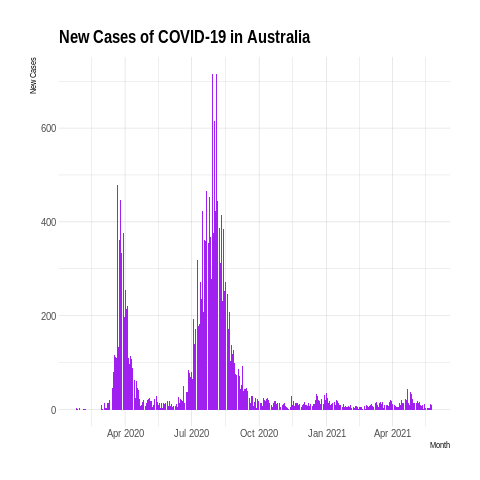 New Cases of COVID-19 in Australia
New Cases
600
400
200
0
Apr 2020 Jul 2020 Oct 2020 Jan 2021 Apr 2021
Month